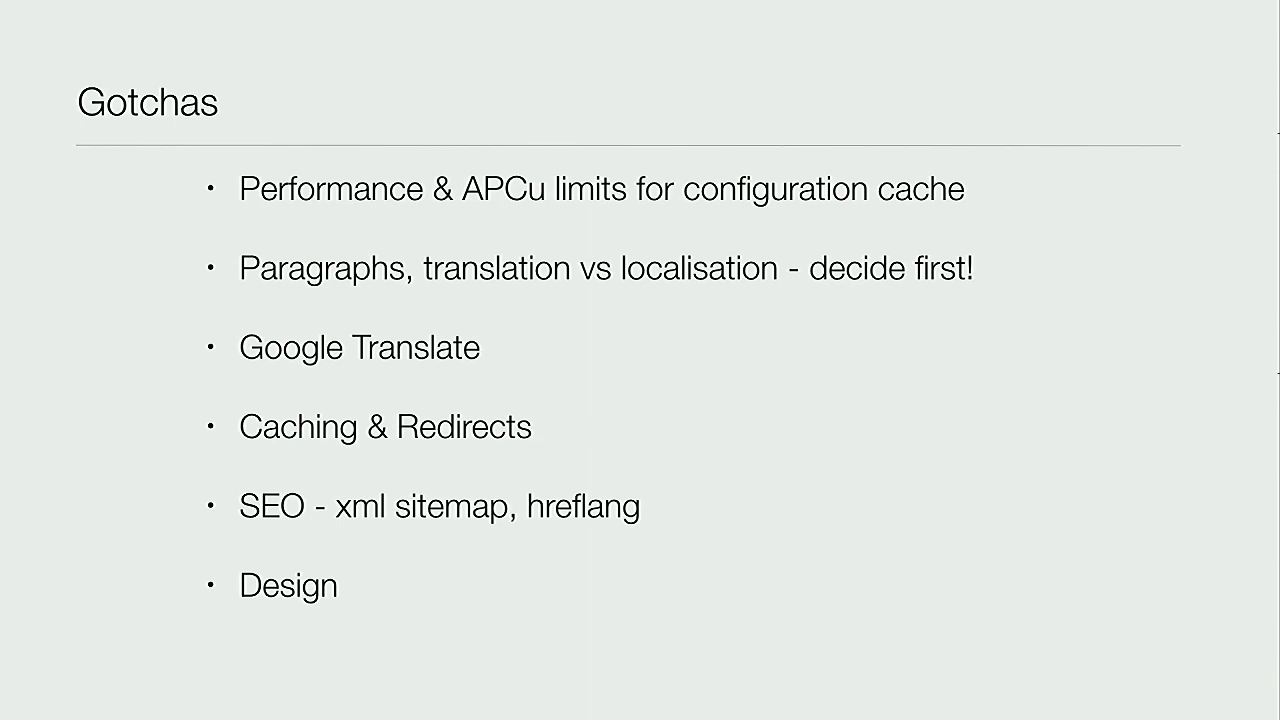 Gotchas
• Performance & APCu limits for configuration cache
• Paragraphs, translation vs localisation - decide first!
• Google Translate
• Caching & Redirects
• SEO - xml sitemap, hreflang
• Design